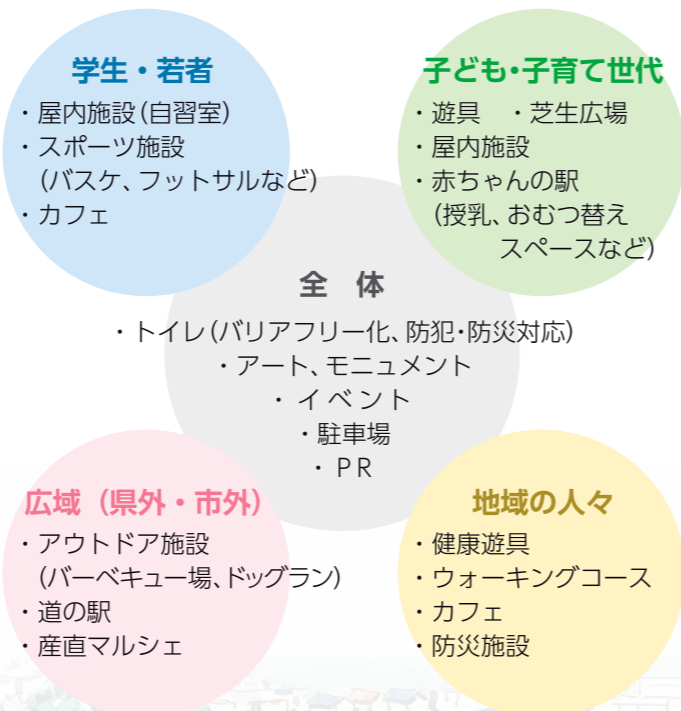 学生・若者
・屋内施設(自習室)
・スポーツ施設
(バスケ、フットサルなど)
・カフェ
子ども・子育て世代
・遊具 ・芝生広場
・屋内施設
・赤ちゃんの駅
(授乳、おむつ替え
スペースなど)
全 体
・トイレ(バリアフリー化、防犯・防災対応)
・アート、モニュメント
・イベント
・駐車場
・PR
広域(県外・市外)
・アウトドア施設
(バーベキュー場、ドッグラン)
・道の駅
・産直マルシェ
地域の人々
・健康遊具
・ウォーキングコース
・カフェ
・防災施設